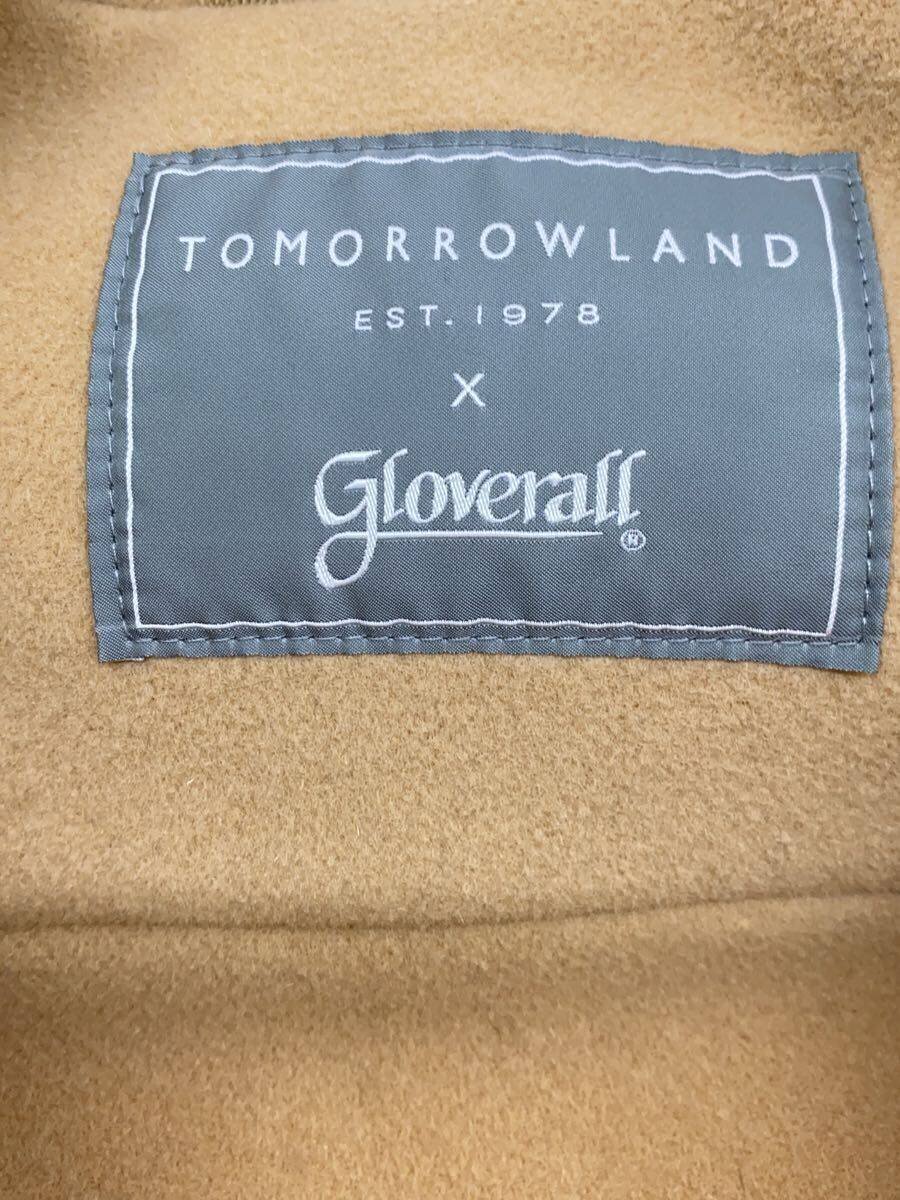 TOMORROWLAND
EST. 1978
X
Gloverall®